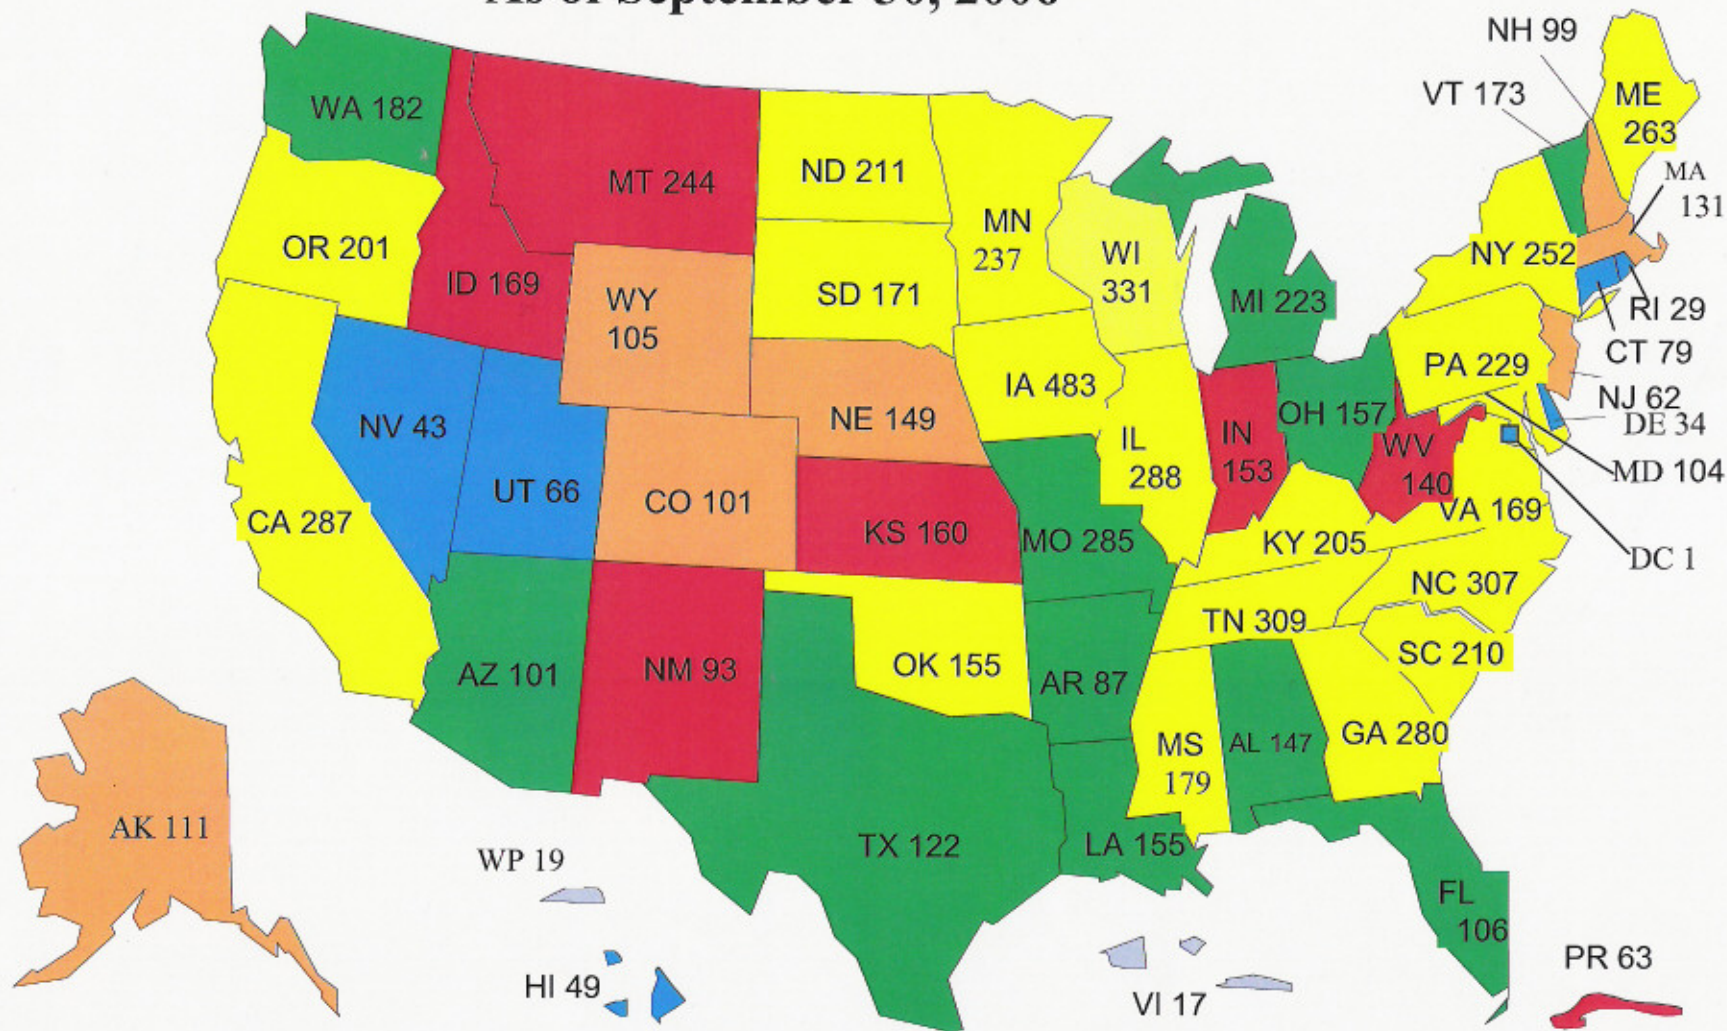 As of September 30, 2006
NH 99
VT 173
ME
263
WA 182
MA
131
MT 244
ND 211
MN
237
OR 201
WI
331
NY 252
ID 169
SD 171
WY
105
MI 223
RI 29
CT 79
PA 229
IA 483
NJ 62
DE 34
NV 43
NE 149
OH 157
IL
288
IN
153
WV
140
MD 104
UT 66
CO 101
VA 169
CA 287
KS 160
MO 285
KY 205
DC 1
NC 307
TN 309
SC 210
AZ 101
NM 93
OK 155
AR 87
GA 280
MS
179
AL 147
AK 111
TX 122
LA 155
WP 19
FL
106
PR 63
HI 49
VI 17